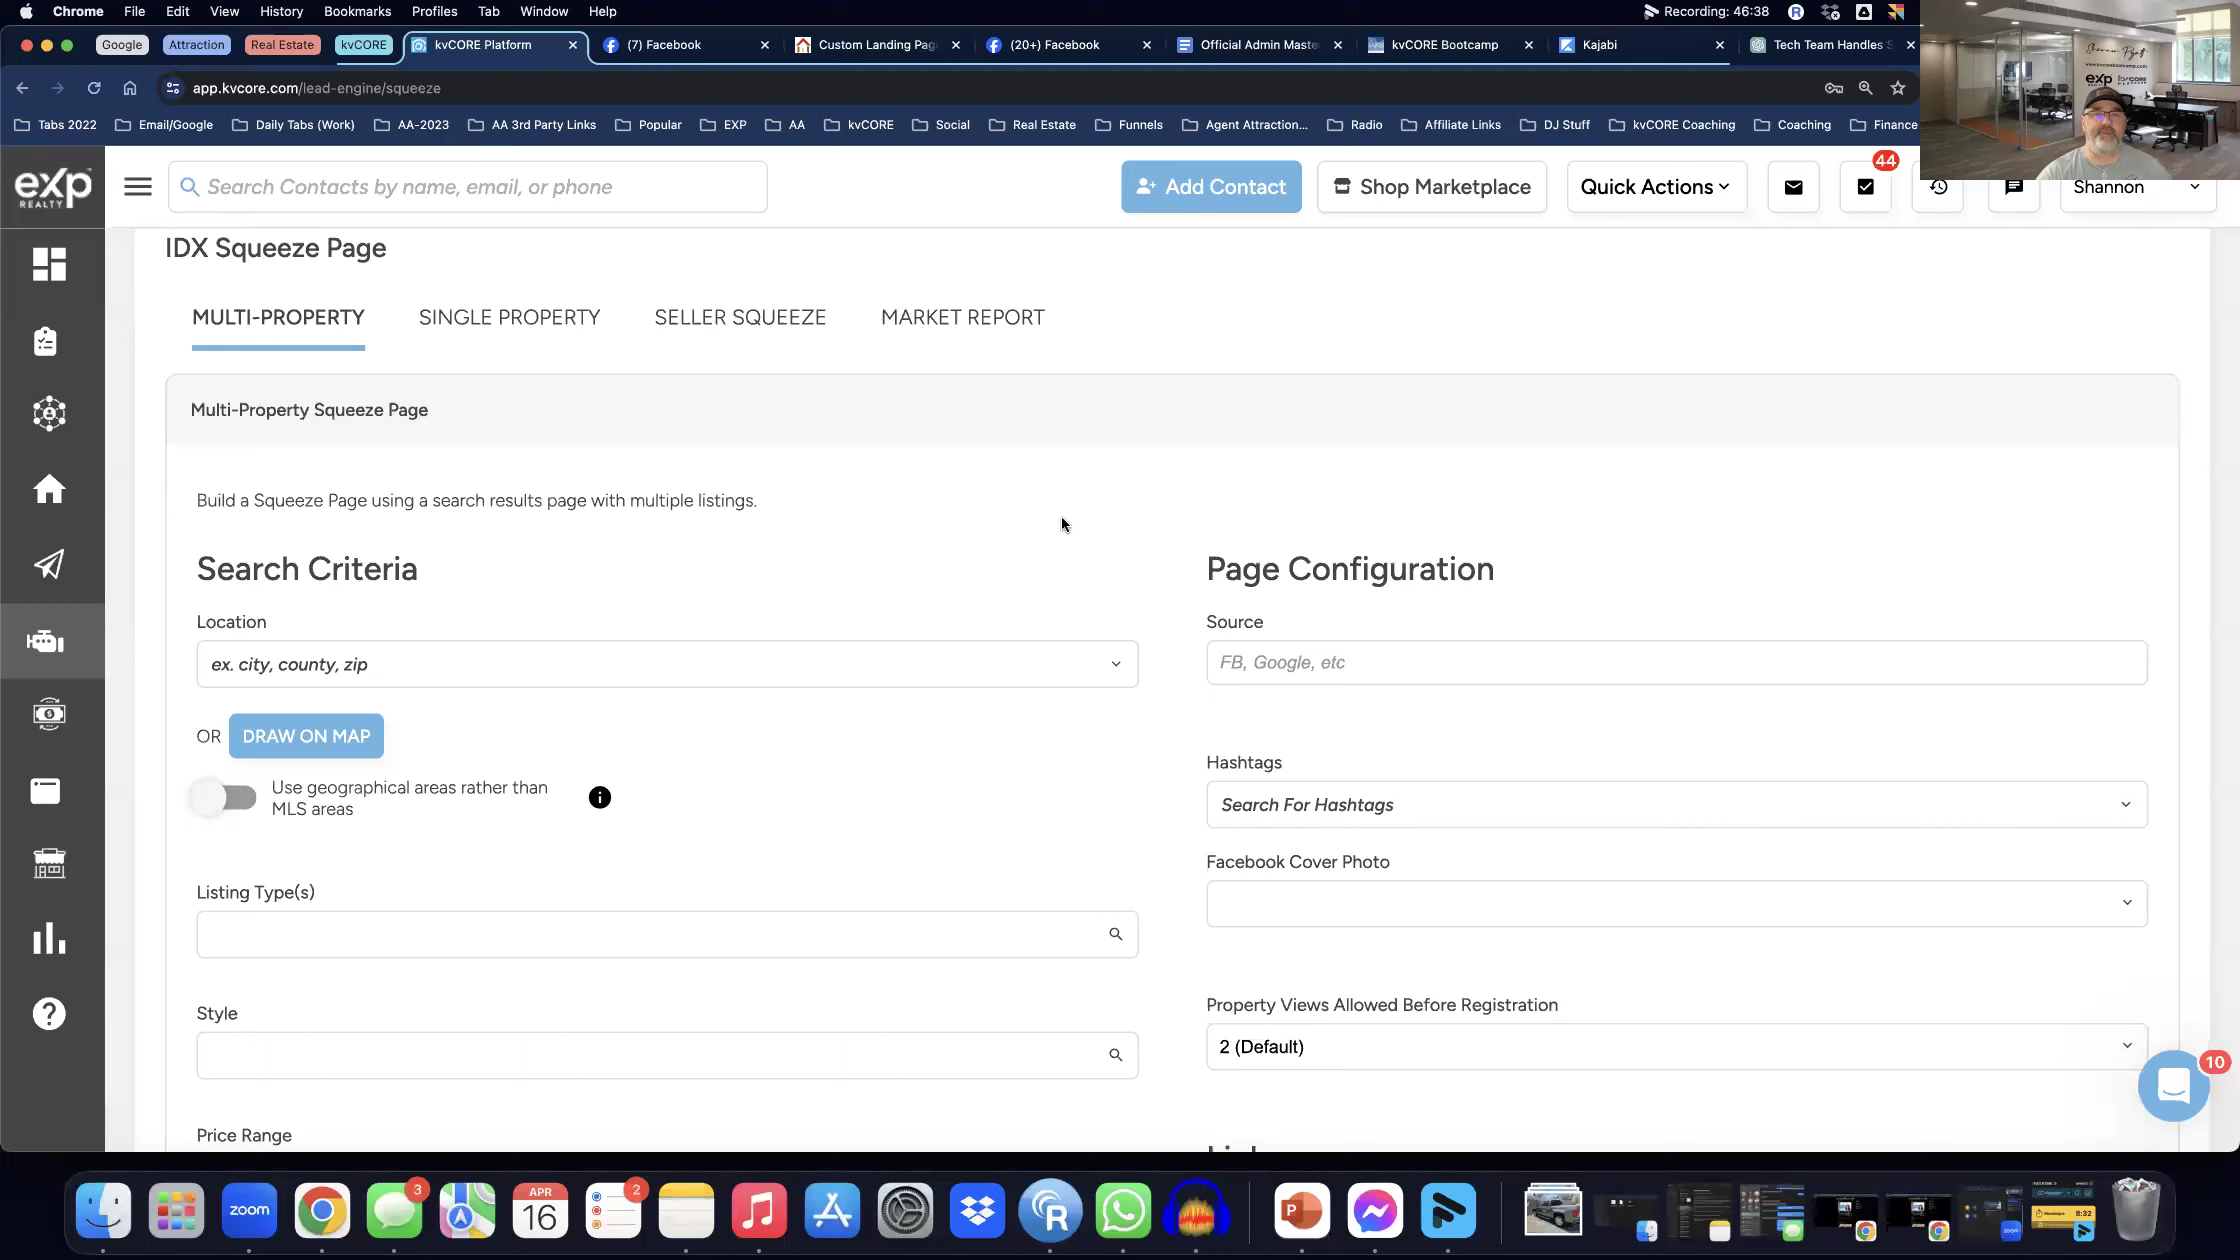 Chrome File Edit View History Bookmarks Profiles Tab Window Help Recording: 46:38
Google Attraction Real Estate kvCORE kvCORE Platform (7) Facebook Custom Landing Pag (20+) Facebook Official Admin Maste kvCORE Bootcamp Kajabi Tech Team Handles S
app.kvcore.com/lead-engine/squeeze
Tabs 2022 Email/Google Daily Tabs (Work) AA-2023 AA 3rd Party Links Popular EXP AA kvCORE Social Real Estate Funnels Agent Attraction... Radio Affiliate Links DJ Stuff kvCORE Coaching Coaching Finance
exp
REALTY
Search Contacts by name, email, or phone
Add Contact
Shop Marketplace
Quick Actions
44
Shannon
IDX Squeeze Page
MULTI-PROPERTY SINGLE PROPERTY SELLER SQUEEZE MARKET REPORT
Multi-Property Squeeze Page
Build a Squeeze Page using a search results page with multiple listings.
Search Criteria
Location
ex. city, county, zip
OR DRAW ON MAP
Use geographical areas rather than
MLS areas
Listing Type(s)
Style
Price Range
Page Configuration
Source
FB, Google, etc
Hashtags
Search For Hashtags
Facebook Cover Photo
Property Views Allowed Before Registration
2 (Default)
10
3
zoom
APR
16
2
8:32